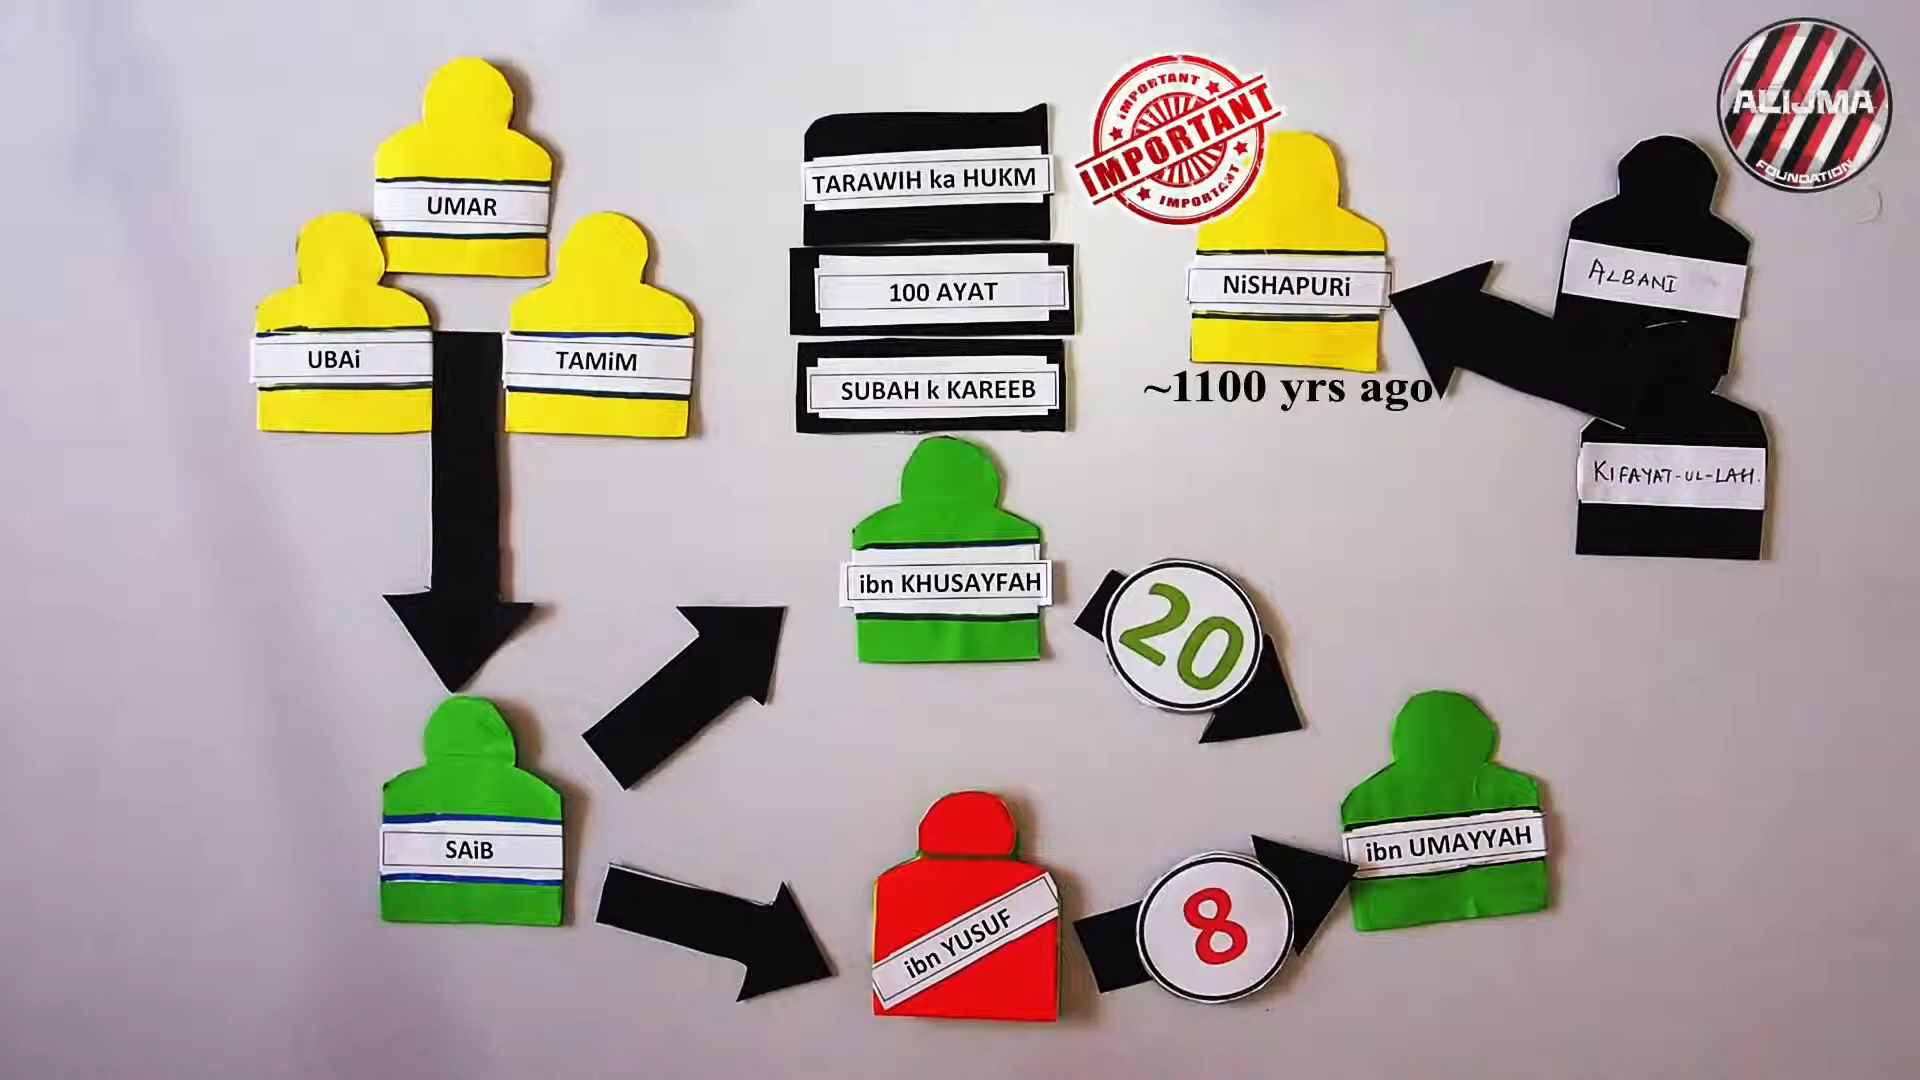 UMAR
UBAi
TAMiM
TARAWIH ka HUKM
100 AYAT
SUBAH k KAREEB
IMPORTANT
IMPORTANT
IMPORTANT
NiSHAPURi
~1100 yrs ago
ALBANI
KIFAYAT-UL-LAH.
ALIJMA
FOUNDATION
ibn KHUSAYFAH
20
SAiB
ibn YUSUF
8
ibn UMAYYAH